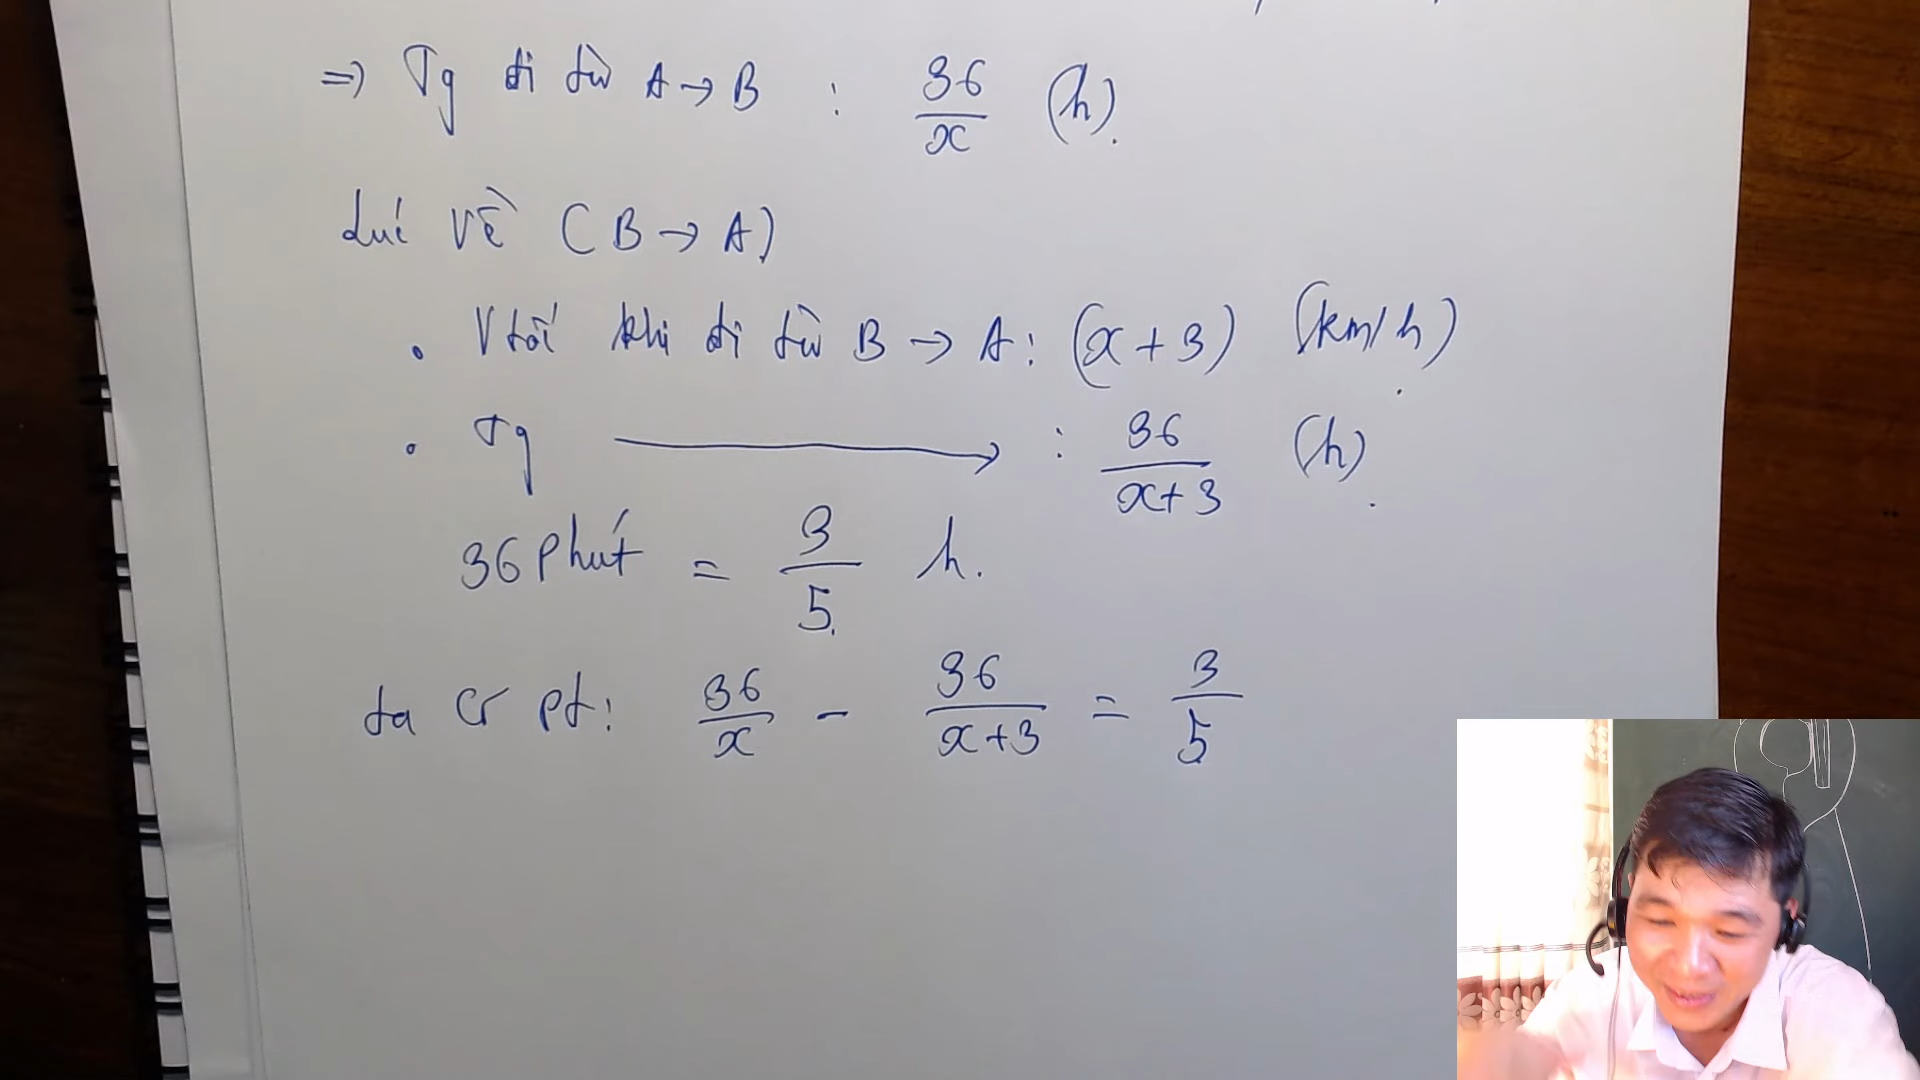 => Tg đi từ A → B : 36/x (h).
Lúc về (B → A)
• Vtốc khi đi từ B → A: (x + 3) (km/h).
• Tg ⟶ : 36/(x+3) (h).
36 Phút = 3/5 h.
ta có pt: 36/x - 36/(x+3) = 3/5